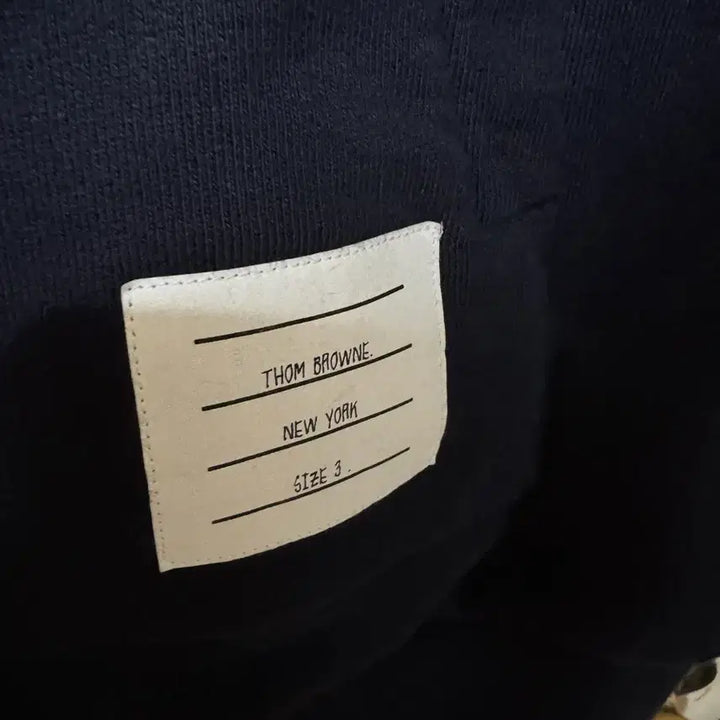 THOM BROWNE.
NEW YORK
SIZE 3.